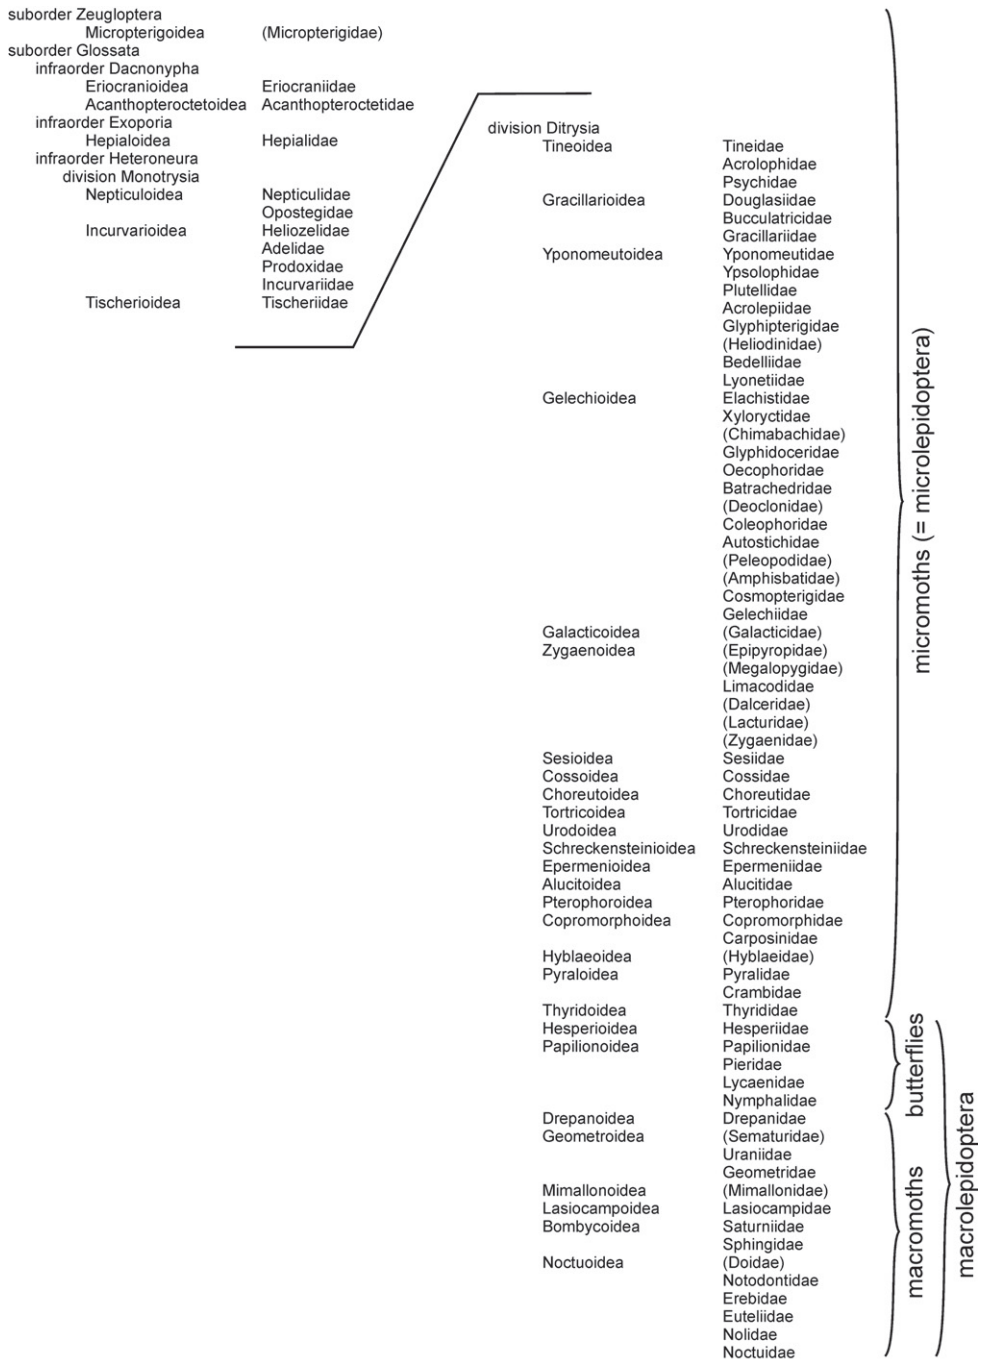 suborder Zeugloptera
Micropterigoidea (Micropterigidae)
suborder Glossata
infraorder Dacnonypha
Eriocranioidea Eriocraniidae
Acanthopteroctetoidea Acanthopteroctetidae
infraorder Exoporia
Hepialoidea Hepialidae
infraorder Heteroneura
division Monotrysia
Nepticuloidea Nepticulidae
Opostegidae
Incurvarioidea Heliozelidae
Adelidae
Prodoxidae
Incurvariidae
Tischerioidea Tischeriidae
division Ditrysia
Tineoidea Tineidae
Acrolophidae
Psychidae
Gracillarioidea Douglasiidae
Bucculatricidae
Gracillariidae
Yponomeutoidea Yponomeutidae
Ypsolophidae
Plutellidae
Acrolepiidae
Glyphipterigidae
(Heliodinidae)
Bedelliidae
Lyonetiidae
Gelechioidea Elachistidae
Xyloryctidae
(Chimabachidae)
Glyphidoceridae
Oecophoridae
Batrachedridae
(Deoclonidae)
Coleophoridae
Autostichidae
(Peleopodidae)
(Amphisbatidae)
Cosmopterigidae
Gelechiidae
Galacticoidea (Galacticidae)
Zygaenoidea (Epipyropidae)
(Megalopygidae)
Limacodidae
(Dalceridae)
(Lacturidae)
(Zygaenidae)
Sesioidea Sesiidae
Cossoidea Cossidae
Choreutoidea Choreutidae
Tortricoidea Tortricidae
Urodoidea Urodidae
Schreckensteinioidea Schreckensteiniidae
Epermenioidea Epermeniidae
Alucitoidea Alucitidae
Pterophoroidea Pterophoridae
Copromorphoidea Copromorphidae
Carposinidae
Hyblaeoidea (Hyblaeidae)
Pyraloidea Pyralidae
Crambidae
Thyridoidea Thyrididae
Hesperioidea Hesperiidae
Papilionoidea Papilionidae
Pieridae
Lycaenidae
Nymphalidae
Drepanoidea Drepanidae
Geometroidea (Sematuridae)
Uraniidae
Geometridae
Mimallonoidea (Mimallonidae)
Lasiocampoidea Lasiocampidae
Bombycoidea Saturniidae
Sphingidae
Noctuoidea (Doidae)
Notodontidae
Erebidae
Euteliidae
Nolidae
Noctuidae
micromoths (= microlepidoptera)
butterflies
macromoths
macrolepidoptera